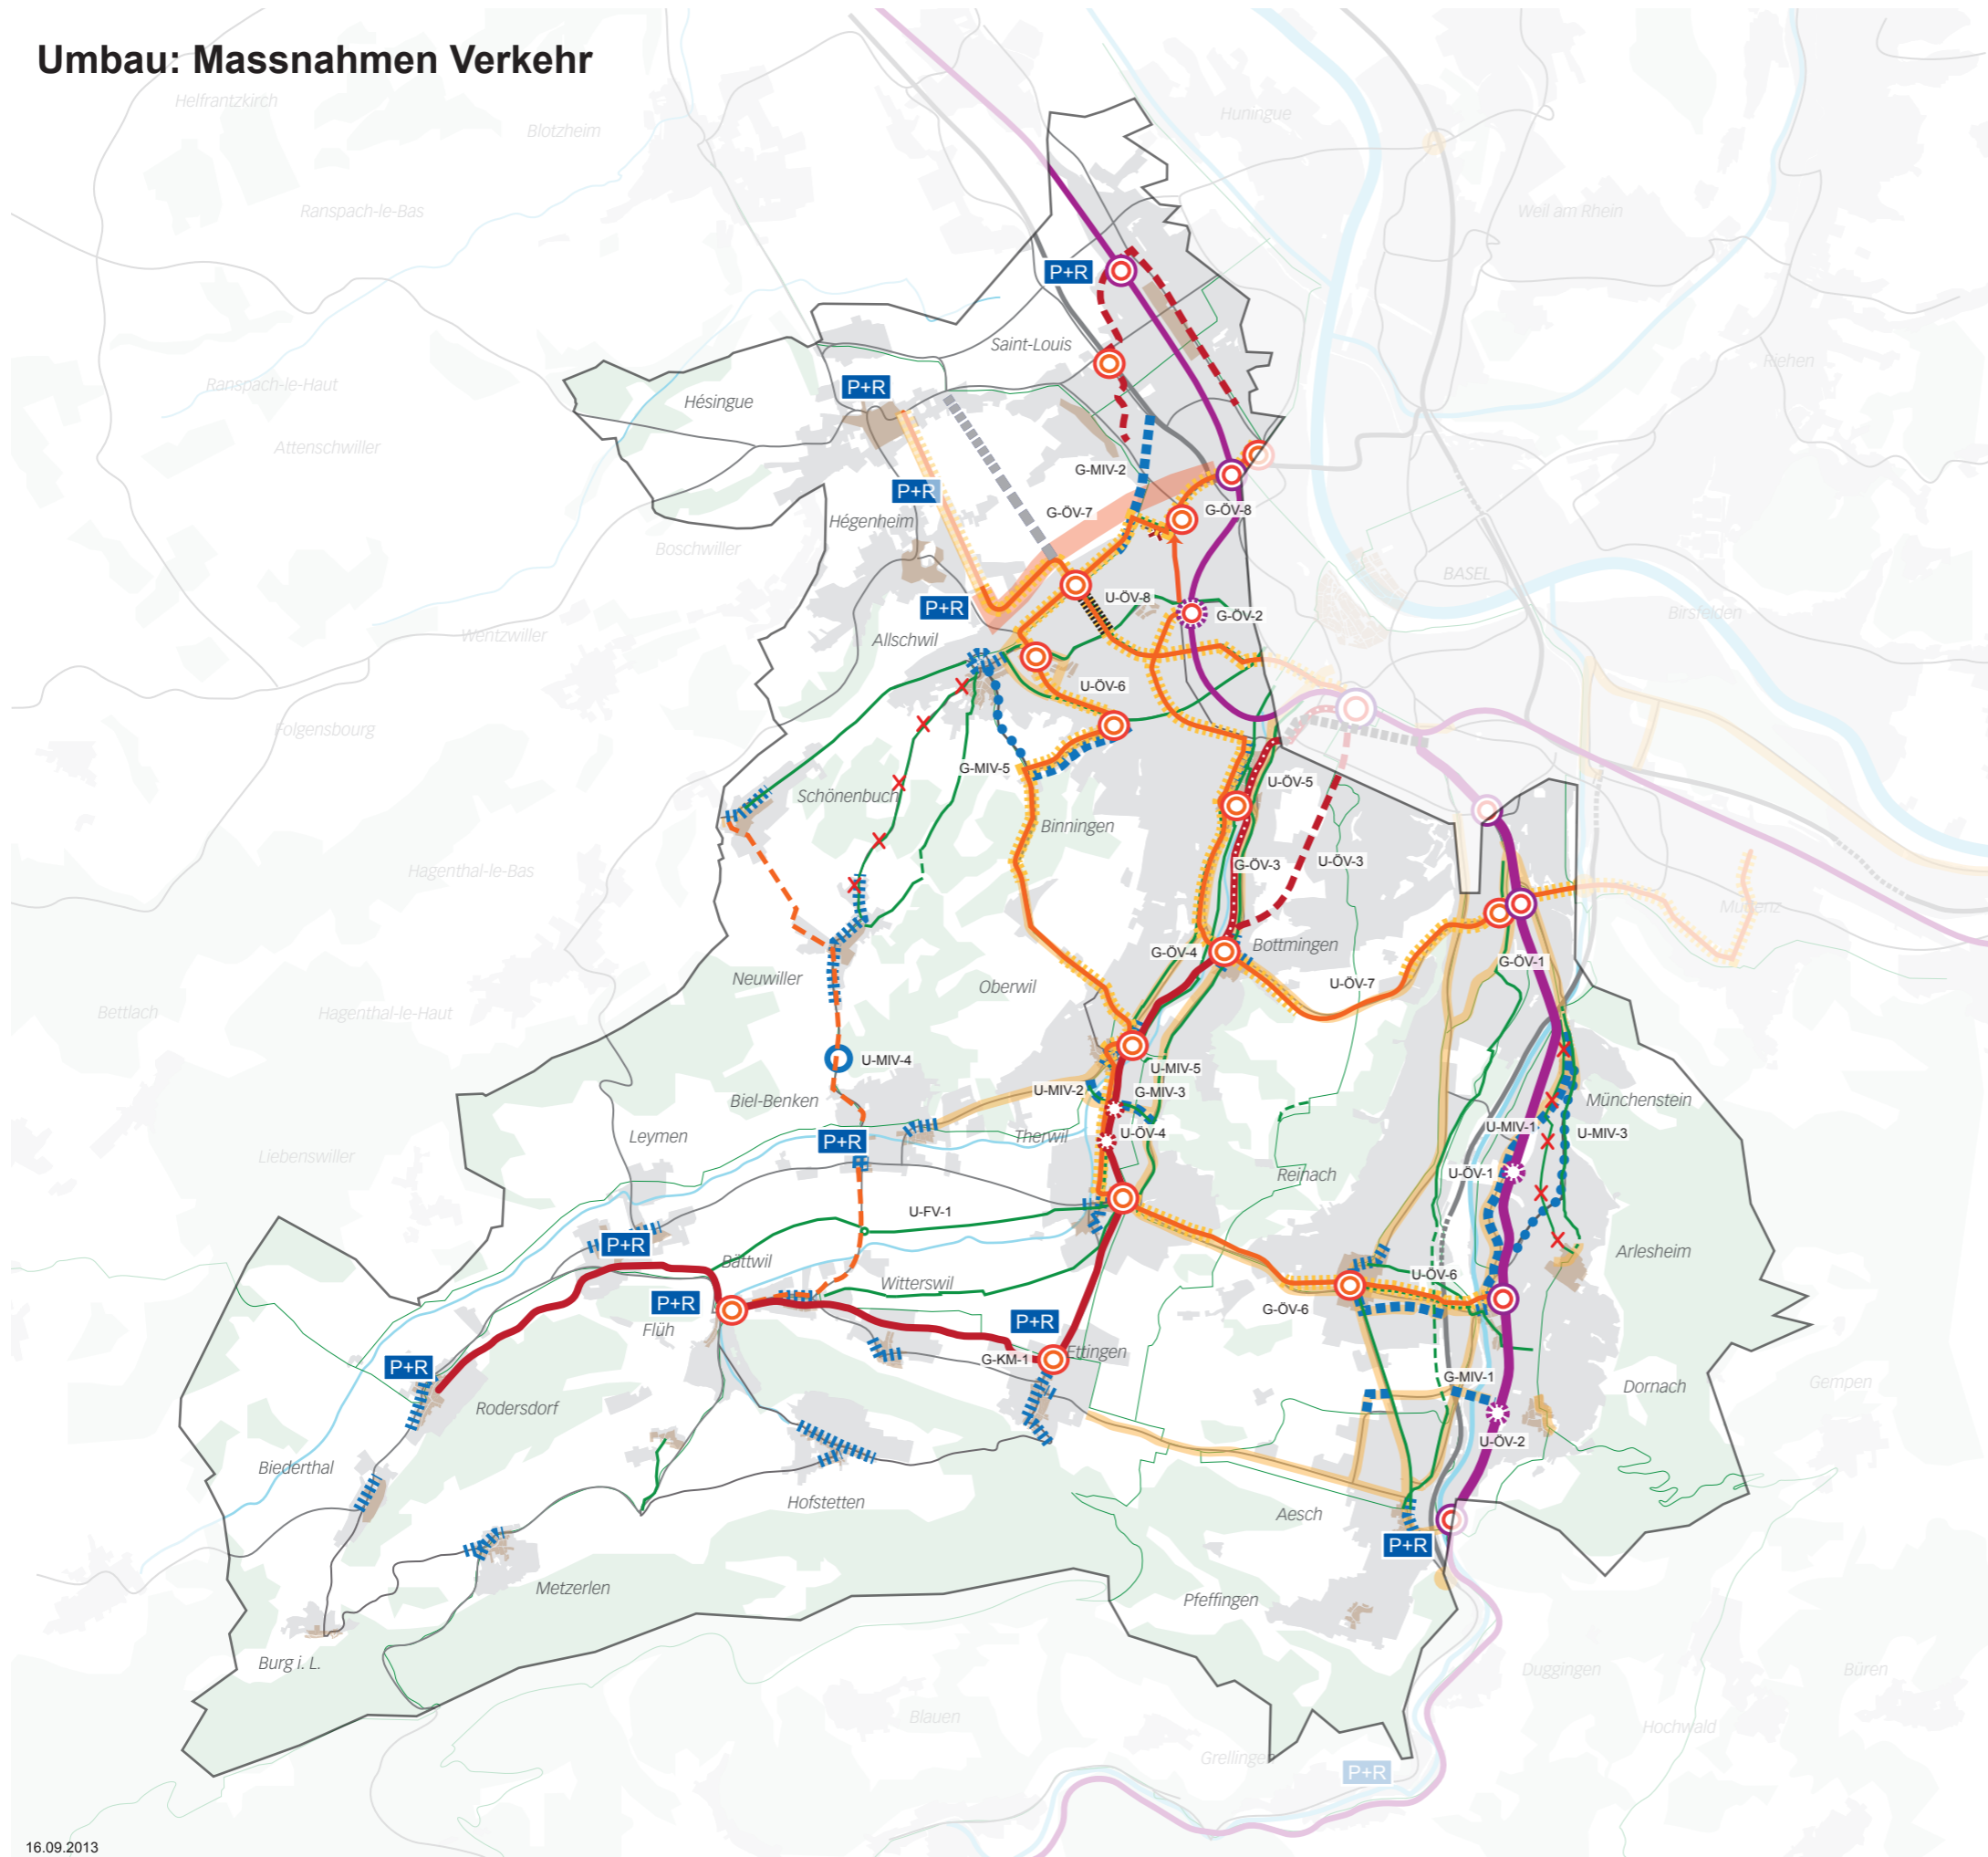 Umbau: Massnahmen Verkehr
Helfrantzkirch
Blotzheim
Huningue
Ranspach-le-Bas
Weil am Rhein
P+R
Saint-Louis
Riehen
Ranspach-le-Haut
P+R
Hésingue
Attenschwiller
G-MIV-2
P+R
G-ÖV-7
G-ÖV-8
Hégenheim
Boschwiller
BASEL
U-ÖV-8
P+R
G-ÖV-2
Birsfelden
Wentzwiller
Allschwil
U-ÖV-6
Folgensbourg
G-MIV-5
U-ÖV-5
Schönenbuch
Binningen
G-ÖV-3
U-ÖV-3
Hagenthal-le-Bas
Muttenz
G-ÖV-4
Bottmingen
G-ÖV-1
Neuwiller
Oberwil
U-ÖV-7
Bettlach
Hagenthal-le-Haut
U-MIV-4
U-MIV-5
U-MIV-2
G-MIV-3
Biel-Benken
Münchenstein
Leymen
P+R
Therwil
U-ÖV-4
U-MIV-1
U-MIV-3
Liebenswiller
Reinach
U-ÖV-1
U-FV-1
P+R
Arlesheim
Bättwil
Witterswil
U-ÖV-6
P+R
G-ÖV-6
Flüh
P+R
G-KM-1
Ettingen
P+R
G-MIV-1
Dornach
Gempen
Rodersdorf
U-ÖV-2
Biederthal
Hofstetten
Aesch
P+R
Metzerlen
Pfeffingen
Burg i. L.
Duggingen
Büren
Blauen
Hochwald
Grellingen
P+R
16.09.2013